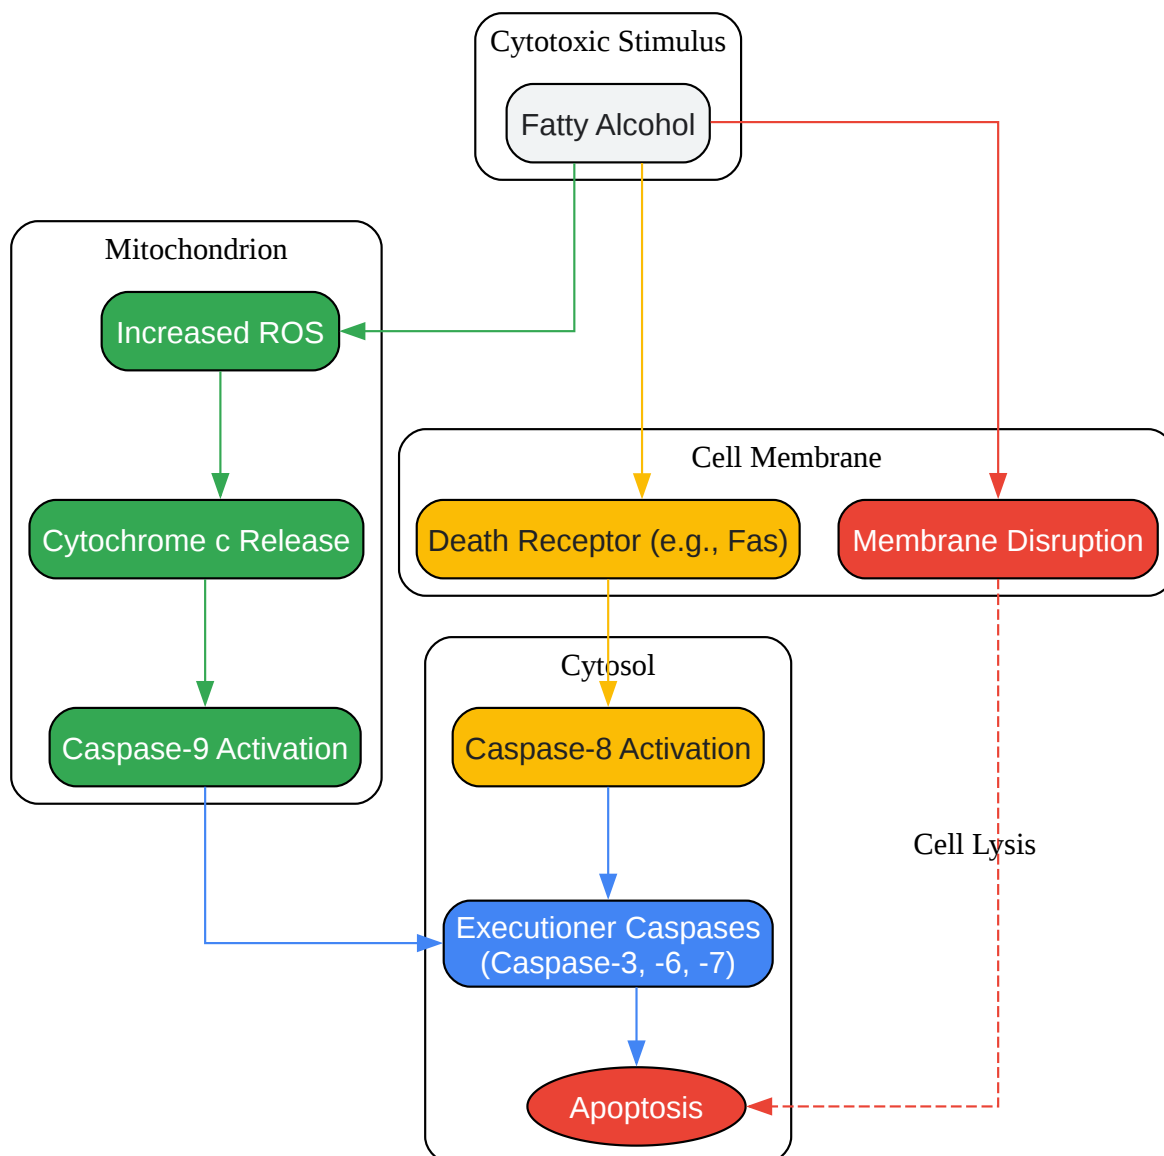 Cytotoxic Stimulus
Fatty Alcohol
Mitochondrion
Increased ROS
Cell Membrane
Cytochrome c Release
Death Receptor (e.g., Fas)
Membrane Disruption
Cytosol
Caspase-9 Activation
Caspase-8 Activation
Cell Lysis
Executioner Caspases
(Caspase-3, -6, -7)
Apoptosis